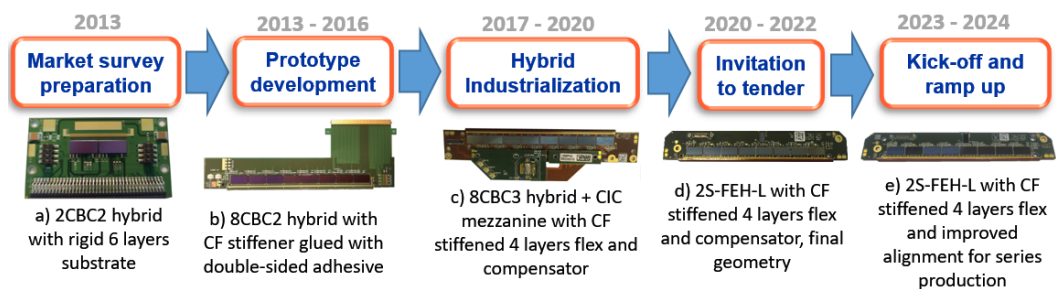 2013
Market survey
preparation
a) 2CBC2 hybrid
with rigid 6 layers
substrate
2013 - 2016
Prototype
development
b) 8CBC2 hybrid with
CF stiffener glued with
double-sided adhesive
2017 - 2020
Hybrid
Industrialization
c) 8CBC3 hybrid + CIC
mezzanine with CF
stiffened 4 layers flex and
compensator
2020 - 2022
Invitation
to tender
d) 2S-FEH-L with CF
stiffened 4 layers flex
and compensator, final
geometry
2023 - 2024
Kick-off and
ramp up
e) 2S-FEH-L with CF
stiffened 4 layers flex
and improved
alignment for series
production